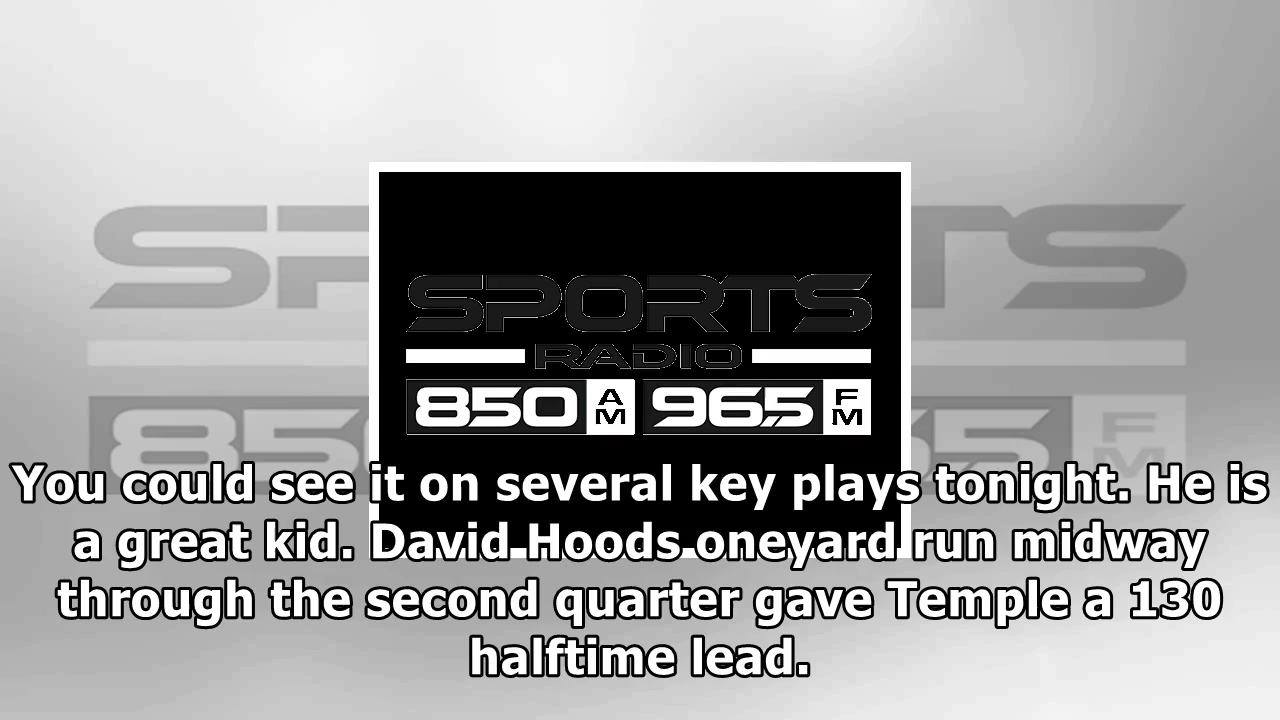 SPORTS
RADIO
850 AM 96.5 FM
You could see it on several key plays tonight. He is
a great kid. David Hoods oneyard run midway
through the second quarter gave Temple a 130
halftime lead.